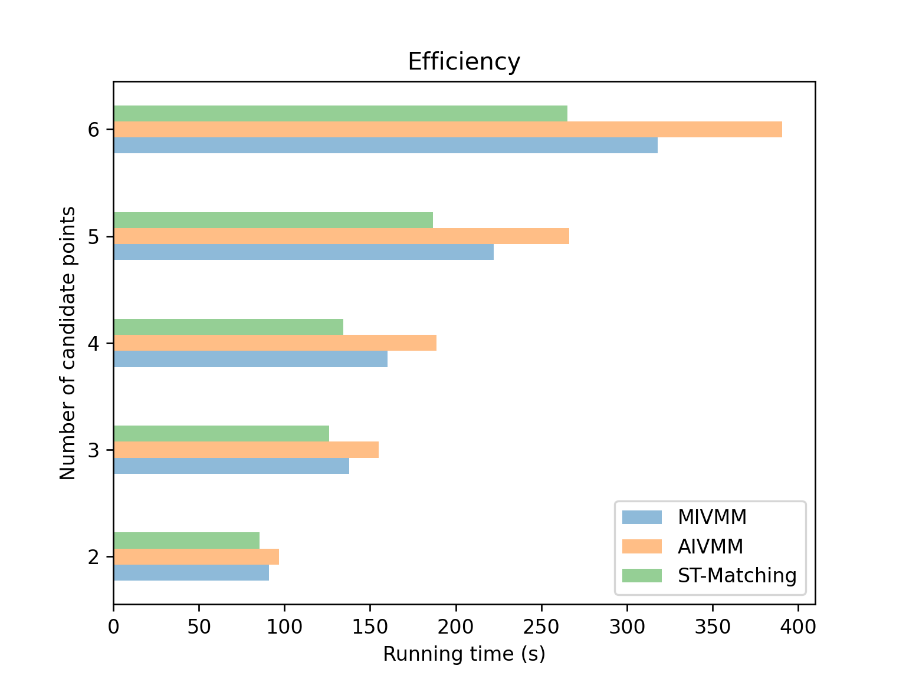 Efficiency
Number of candidate points
6
5
4
3
2
MIVMM
AIVMM
ST-Matching
0 50 100 150 200 250 300 350 400
Running time (s)